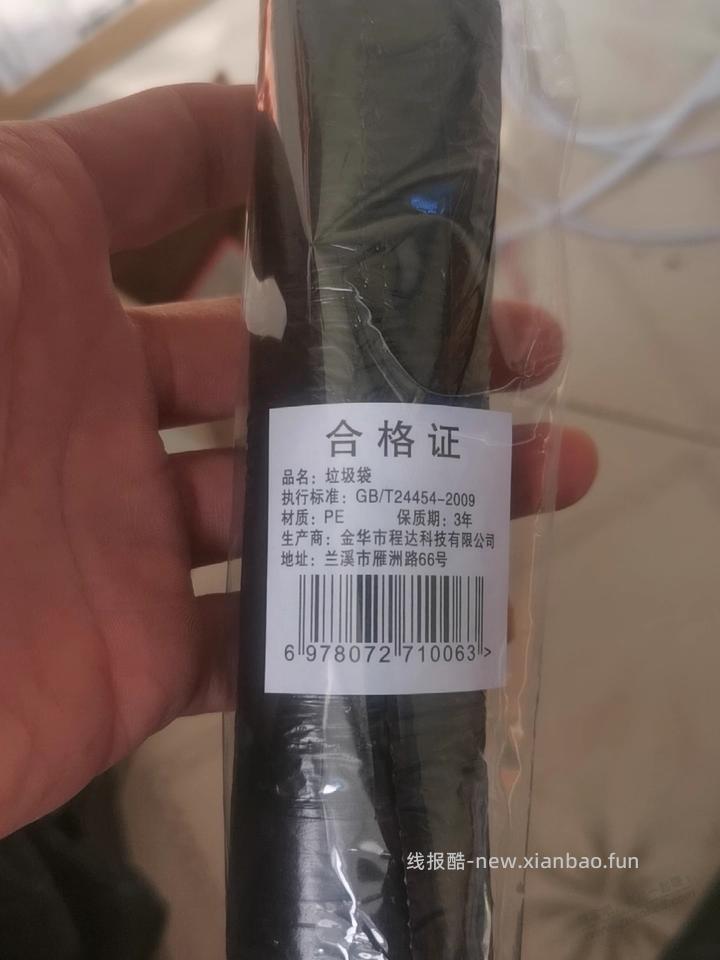 合格证
品名：垃圾袋
执行标准：GB/T24454-2009
材质：PE 保质期：3年
生产商：金华市程达科技有限公司
地址：兰溪市雁洲路66号
6 978072 710063 >
线报酷-new.xianbao.fun